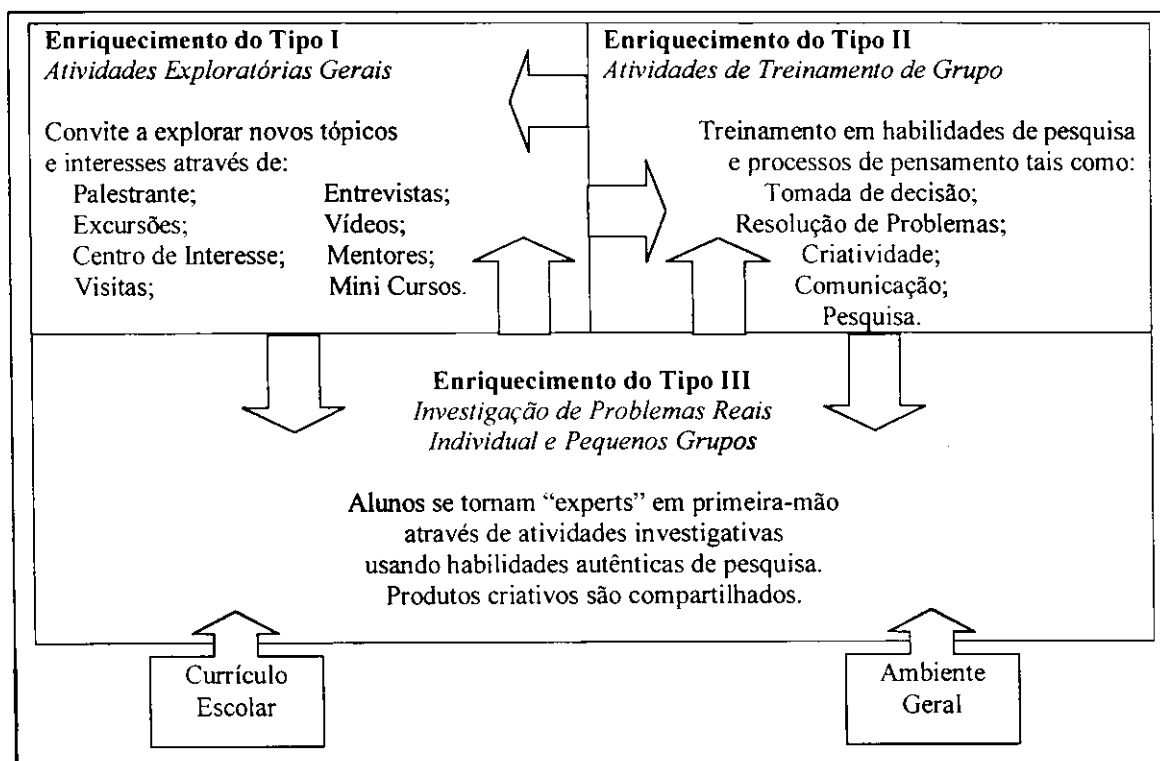 Enriquecimento do Tipo I
Atividades Exploratórias Gerais
Convite a explorar novos tópicos
e interesses através de:
Palestrante; Entrevistas;
Excursões; Vídeos;
Centro de Interesse; Mentores;
Visitas; Mini Cursos.
Enriquecimento do Tipo II
Atividades de Treinamento de Grupo
Treinamento em habilidades de pesquisa
e processos de pensamento tais como:
Tomada de decisão;
Resolução de Problemas;
Criatividade;
Comunicação;
Pesquisa.
Enriquecimento do Tipo III
Investigação de Problemas Reais
Individual e Pequenos Grupos
Alunos se tornam “experts” em primeira-mão
através de atividades investigativas
usando habilidades autênticas de pesquisa.
Produtos criativos são compartilhados.
Currículo
Escolar
Ambiente
Geral